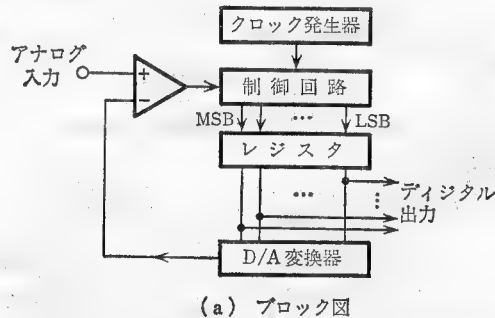 クロック発生器
アナログ
入力
+
−
制御回路
MSB
…
LSB
レジスタ
…
ディジタル
出力
D/A変換器
(a) ブロック図